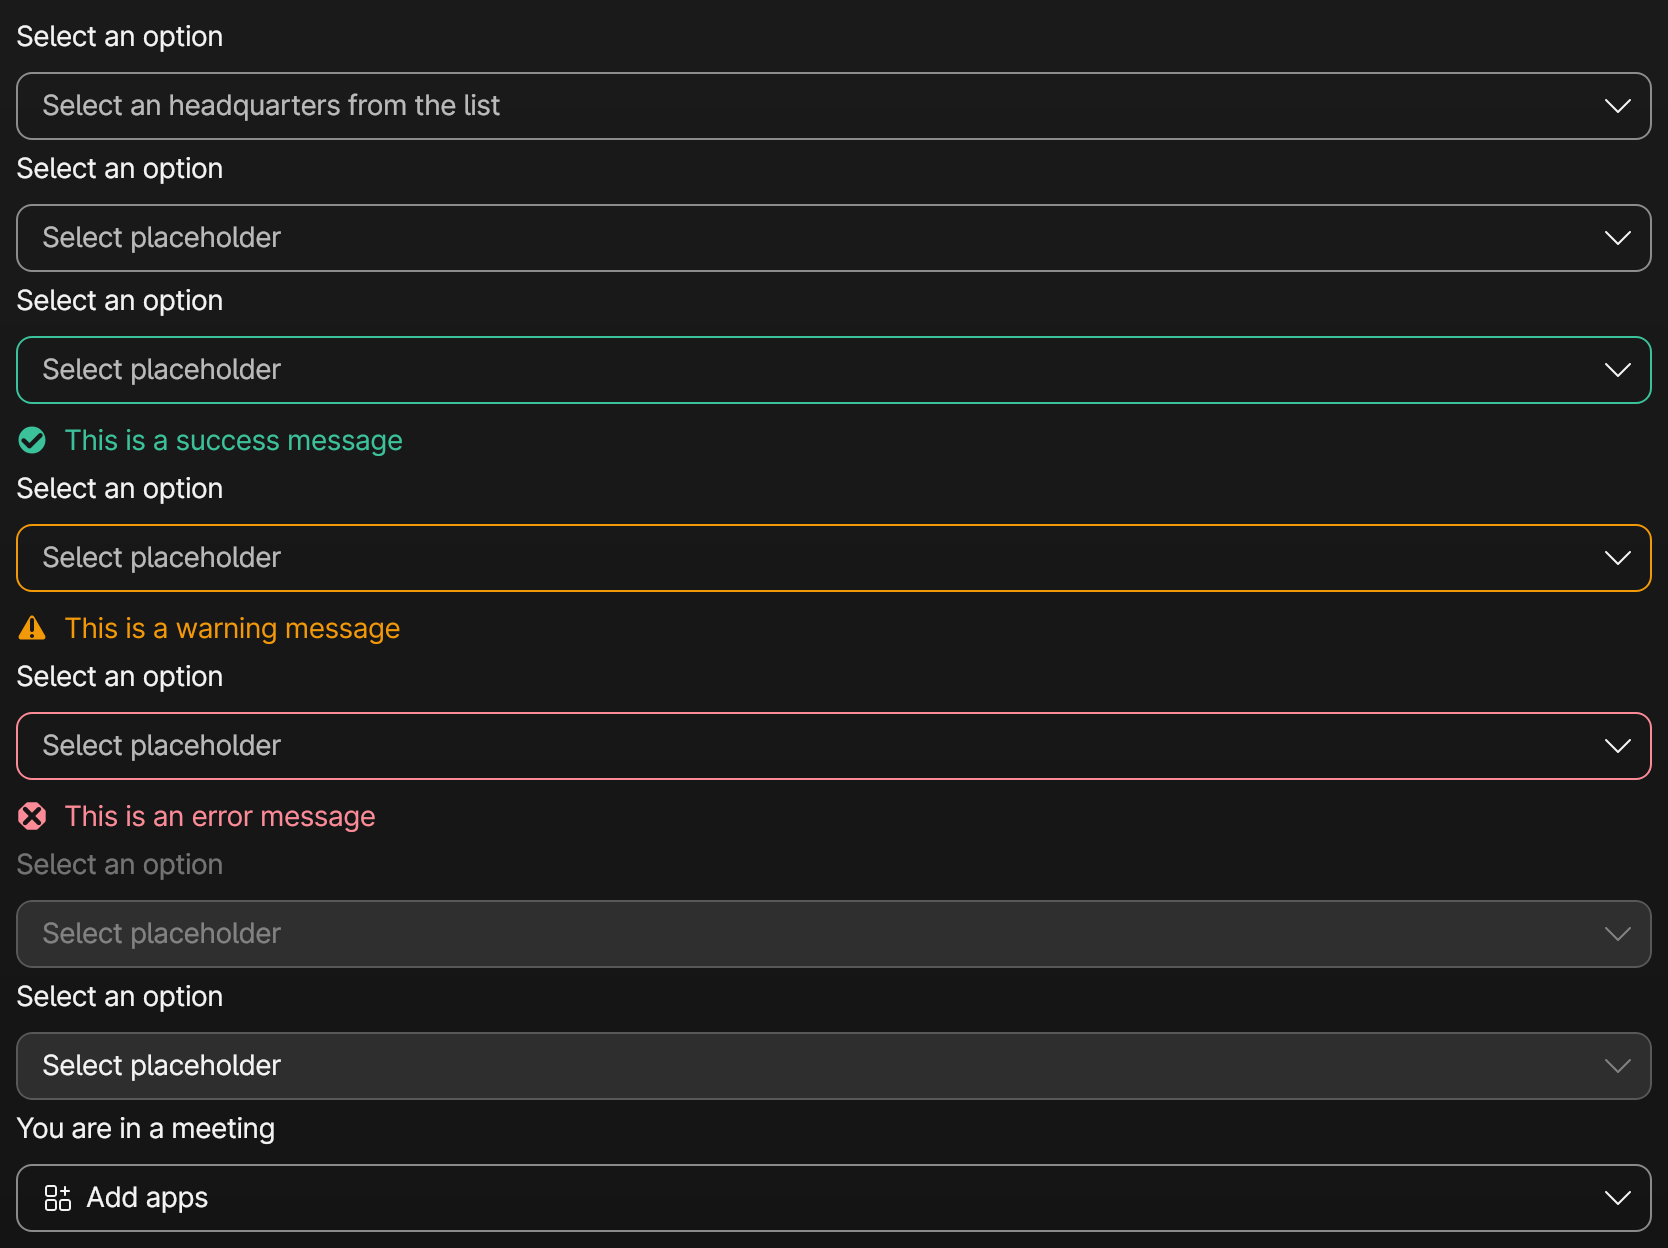 Select an option
Select an headquarters from the list
Select an option
Select placeholder
Select an option
Select placeholder
This is a success message
Select an option
Select placeholder
This is a warning message
Select an option
Select placeholder
This is an error message
Select an option
Select placeholder
Select an option
Select placeholder
You are in a meeting
Add apps